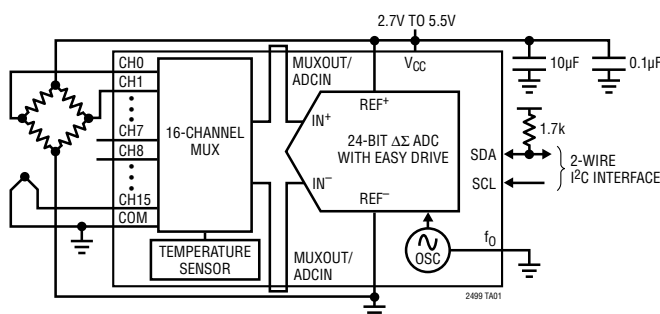 2.7V TO 5.5V
CH0
CH1
CH7
CH8
CH15
COM
16-CHANNEL
MUX
TEMPERATURE
SENSOR
MUXOUT/
ADCIN
MUXOUT/
ADCIN
VCC
REF+
IN+
24-BIT ΔΣ ADC
WITH EASY DRIVE
IN–
REF–
OSC
fO
10µF
0.1µF
1.7k
SDA
SCL
2-WIRE
I2C INTERFACE
2499 TA01